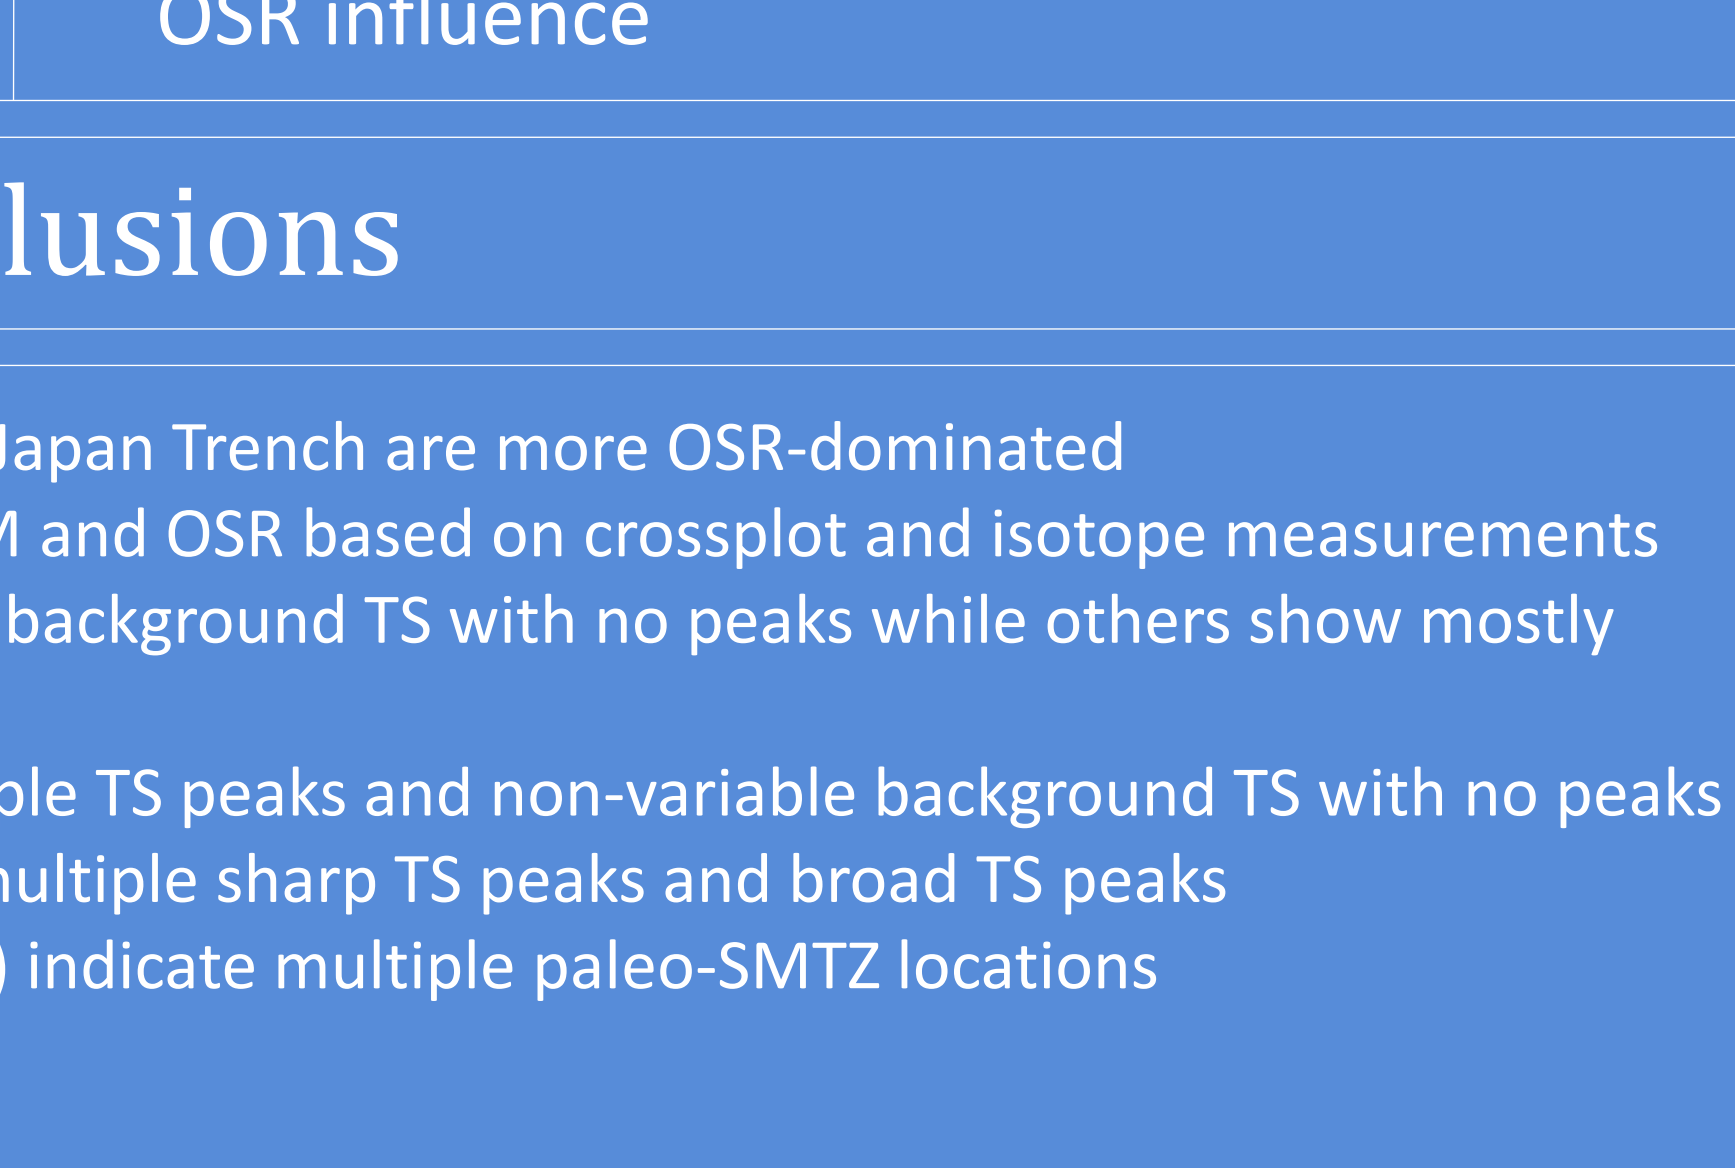 OSR influence
lusions
Japan Trench are more OSR-dominated
and OSR based on crossplot and isotope measurements
background TS with no peaks while others show mostly
TS peaks and non-variable background TS with no peaks
sharp TS peaks and broad TS peaks
) indicate multiple paleo-SMTZ locations